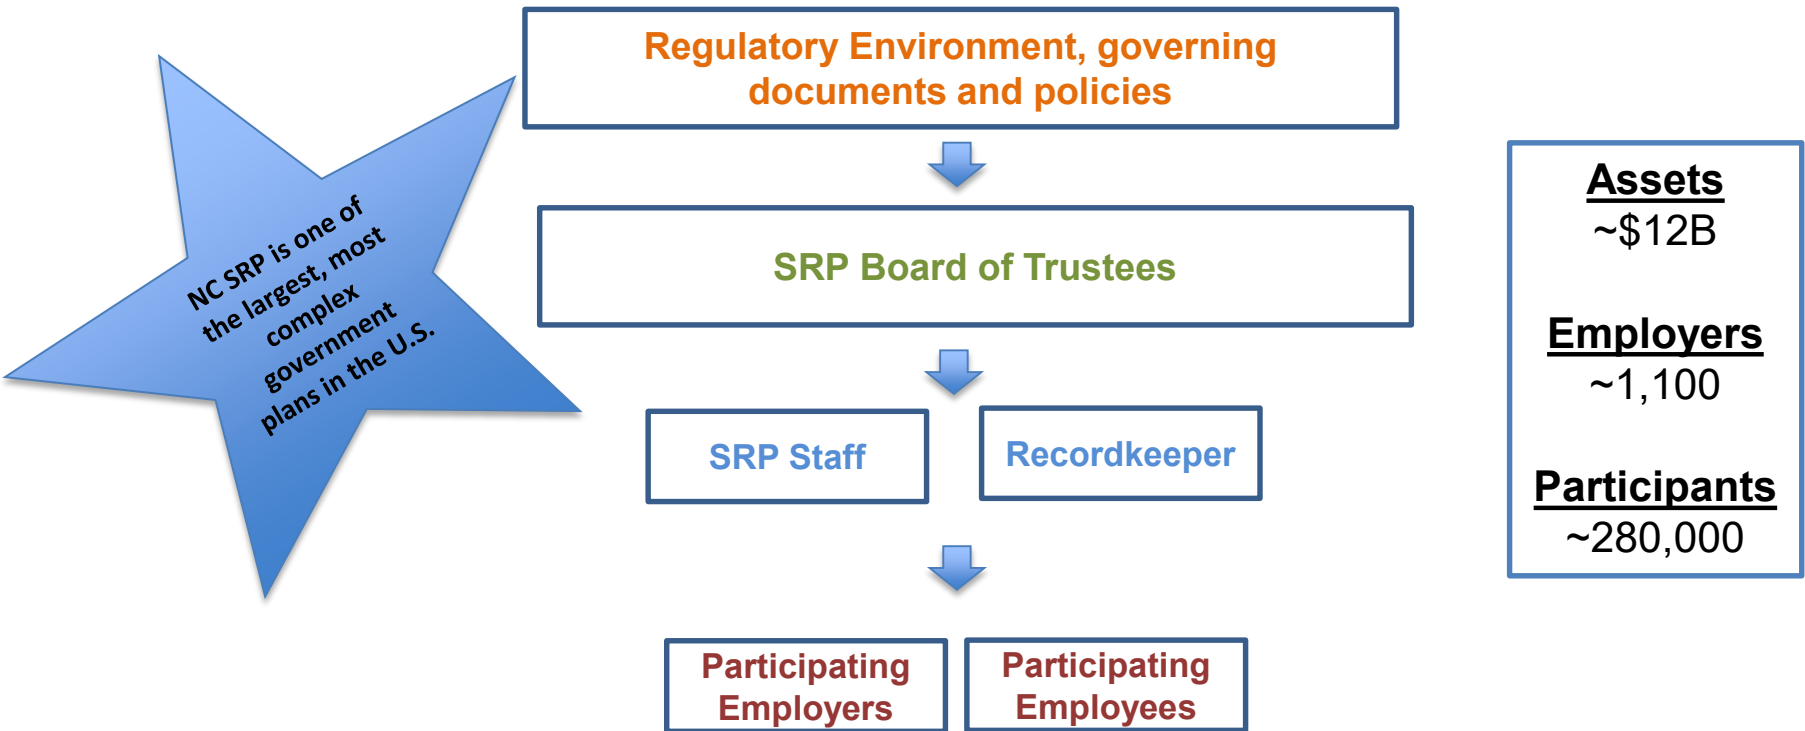 Regulatory Environment, governing
documents and policies
NC SRP is one of
the largest, most
complex
government
plans in the U.S.
SRP Board of Trustees
SRP Staff
Recordkeeper
Participating
Employers
Participating
Employees
Assets
~$12B
Employers
~1,100
Participants
~280,000